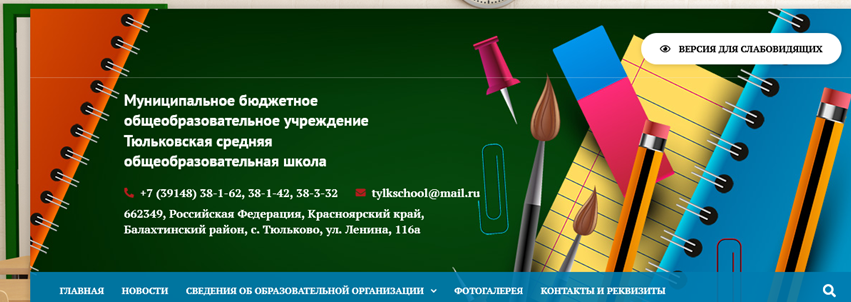 ВЕРСИЯ ДЛЯ СЛАБОВИДЯЩИХ
Муниципальное бюджетное
общеобразовательное учреждение
Тюльковская средняя
общеобразовательная школа
+7 (39148) 38-1-62, 38-1-42, 38-3-32 tylkschool@mail.ru
662349, Российская Федерация, Красноярский край,
Балахтинский район, с. Тюльково, ул. Ленина, 116а
ГЛАВНАЯ НОВОСТИ СВЕДЕНИЯ ОБ ОБРАЗОВАТЕЛЬНОЙ ОРГАНИЗАЦИИ ФОТОГАЛЕРЕЯ КОНТАКТЫ И РЕКВИЗИТЫ